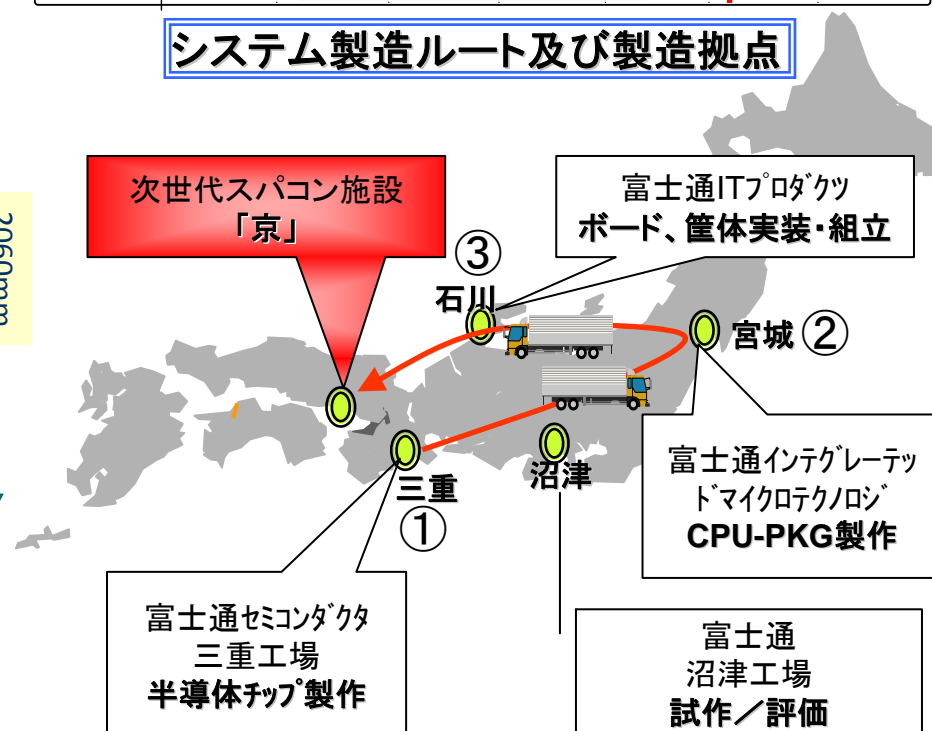 システム製造ルート及び製造拠点
次世代スパコン施設
「京」
富士通ITﾌﾟﾛﾀﾞｸﾂ
ボード、筐体実装・組立
2060mm
③
石川
宮城②
三重
①
沼津
富士通ｲﾝﾃｸﾞﾚｰﾃｯ
ﾄﾞﾏｲｸﾛﾃｸﾉﾛｼﾞ
CPU-PKG製作
富士通ｾﾐｺﾝﾀﾞｸﾀ
三重工場
半導体ﾁｯﾌﾟ製作
富士通
沼津工場
試作／評価